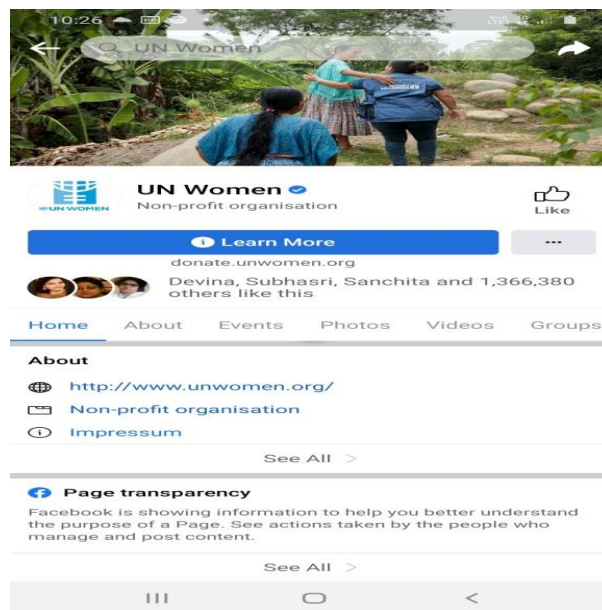 10:26
UN Women
UN WOMEN
UN Women
Non-profit organisation
Like
Learn More
...
donate.unwomen.org
Devina, Subhasri, Sanchita and 1,366,380
others like this
Home About Events Photos Videos Groups
About
http://www.unwomen.org/
Non-profit organisation
Impressum
See All >
Page transparency
Facebook is showing information to help you better understand
the purpose of a Page. See actions taken by the people who
manage and post content.
See All >